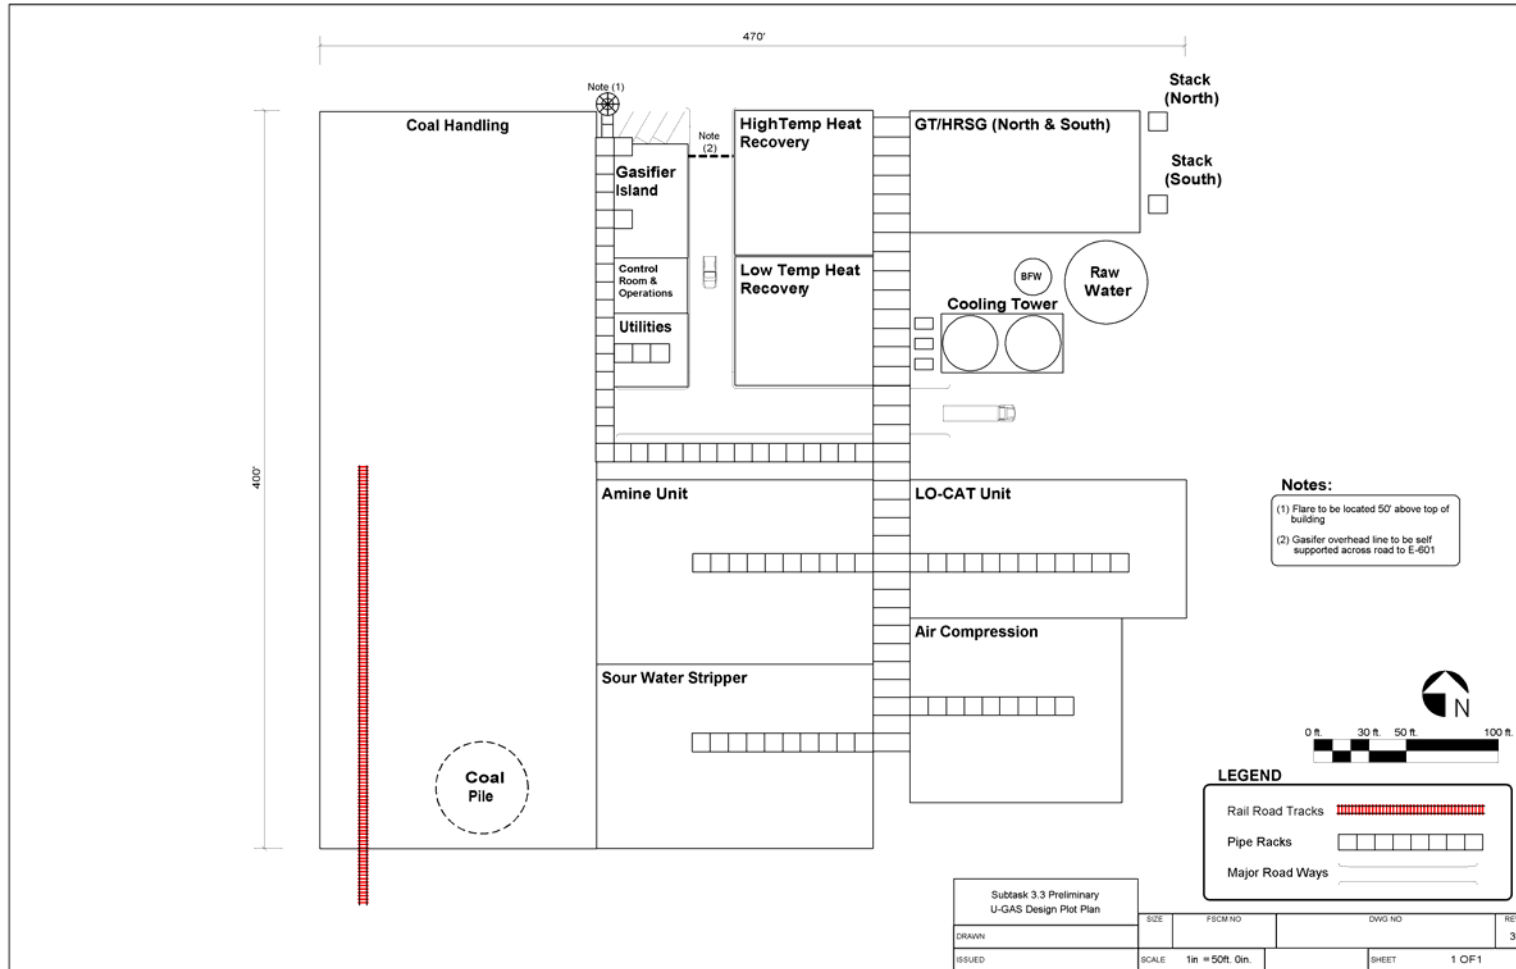 470'
Note (1)
Coal Handling
Note
(2)
HighTemp Heat
Recovery
GT/HRSG (North & South)
Stack
(North)
Stack
(South)
Gasifier
Island
Control
Room &
Operations
Utilities
Low Temp Heat
Recovery
BFW
Raw
Water
Cooling Tower
400'
Amine Unit
LO-CAT Unit
Notes:
(1) Flare to be located 50' above top of
building
(2) Gasifer overhead line to be self
supported across road to E-601
Air Compression
Sour Water Stripper
Coal
Pile
N
0 ft. 30 ft. 50 ft. 100 ft.
LEGEND
Rail Road Tracks
Pipe Racks
Major Road Ways
Subtask 3.3 Preliminary
U-GAS Design Plot Plan
DRAWN
ISSUED
SIZE FSCM NO DWG NO RE
3
SCALE 1in = 50ft. 0in. SHEET 1 OF1